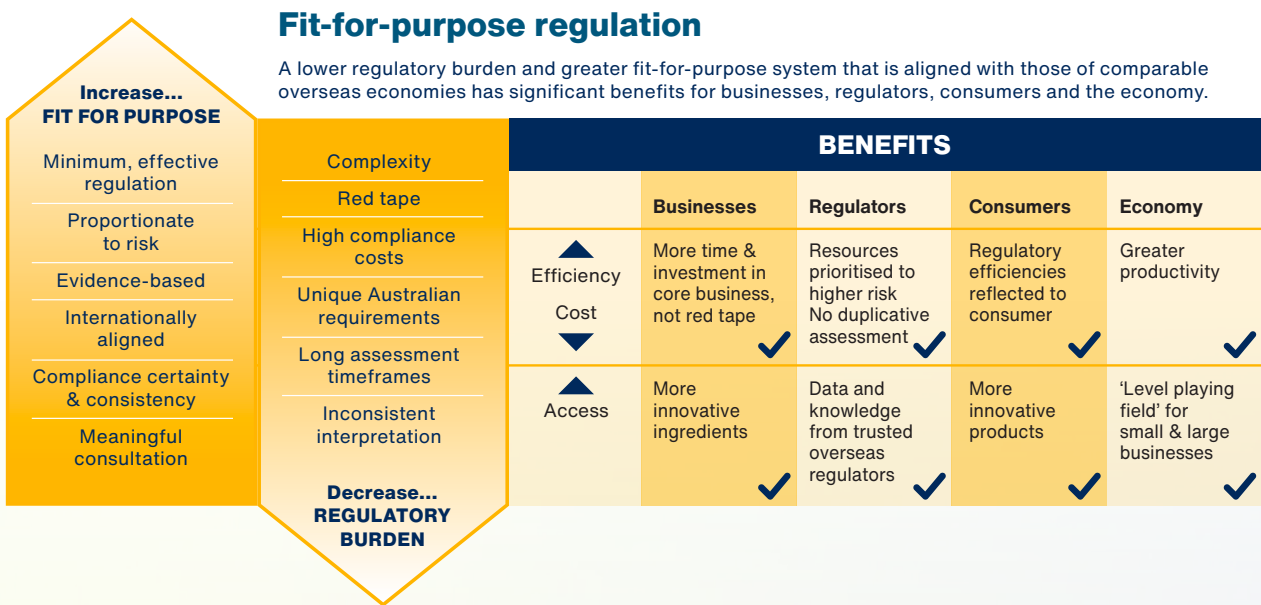 Fit-for-purpose regulation
A lower regulatory burden and greater fit-for-purpose system that is aligned with those of comparable
overseas economies has significant benefits for businesses, regulators, consumers and the economy.
Increase...
FIT FOR PURPOSE
Minimum, effective
regulation
Proportionate
to risk
Evidence-based
Internationally
aligned
Compliance certainty
& consistency
Meaningful
consultation
Complexity
Red tape
High compliance
costs
Unique Australian
requirements
Long assessment
timeframes
Inconsistent
interpretation
Decrease...
REGULATORY
BURDEN
BENEFITS
Businesses
Regulators
Consumers
Economy
Efficiency
Cost
More time &
investment in
core business,
not red tape
Resources
prioritised to
higher risk
No duplicative
assessment
Regulatory
efficiencies
reflected to
consumer
Greater
productivity
Access
More
innovative
ingredients
Data and
knowledge
from trusted
overseas
regulators
More
innovative
products
‘Level playing
field’ for
small & large
businesses